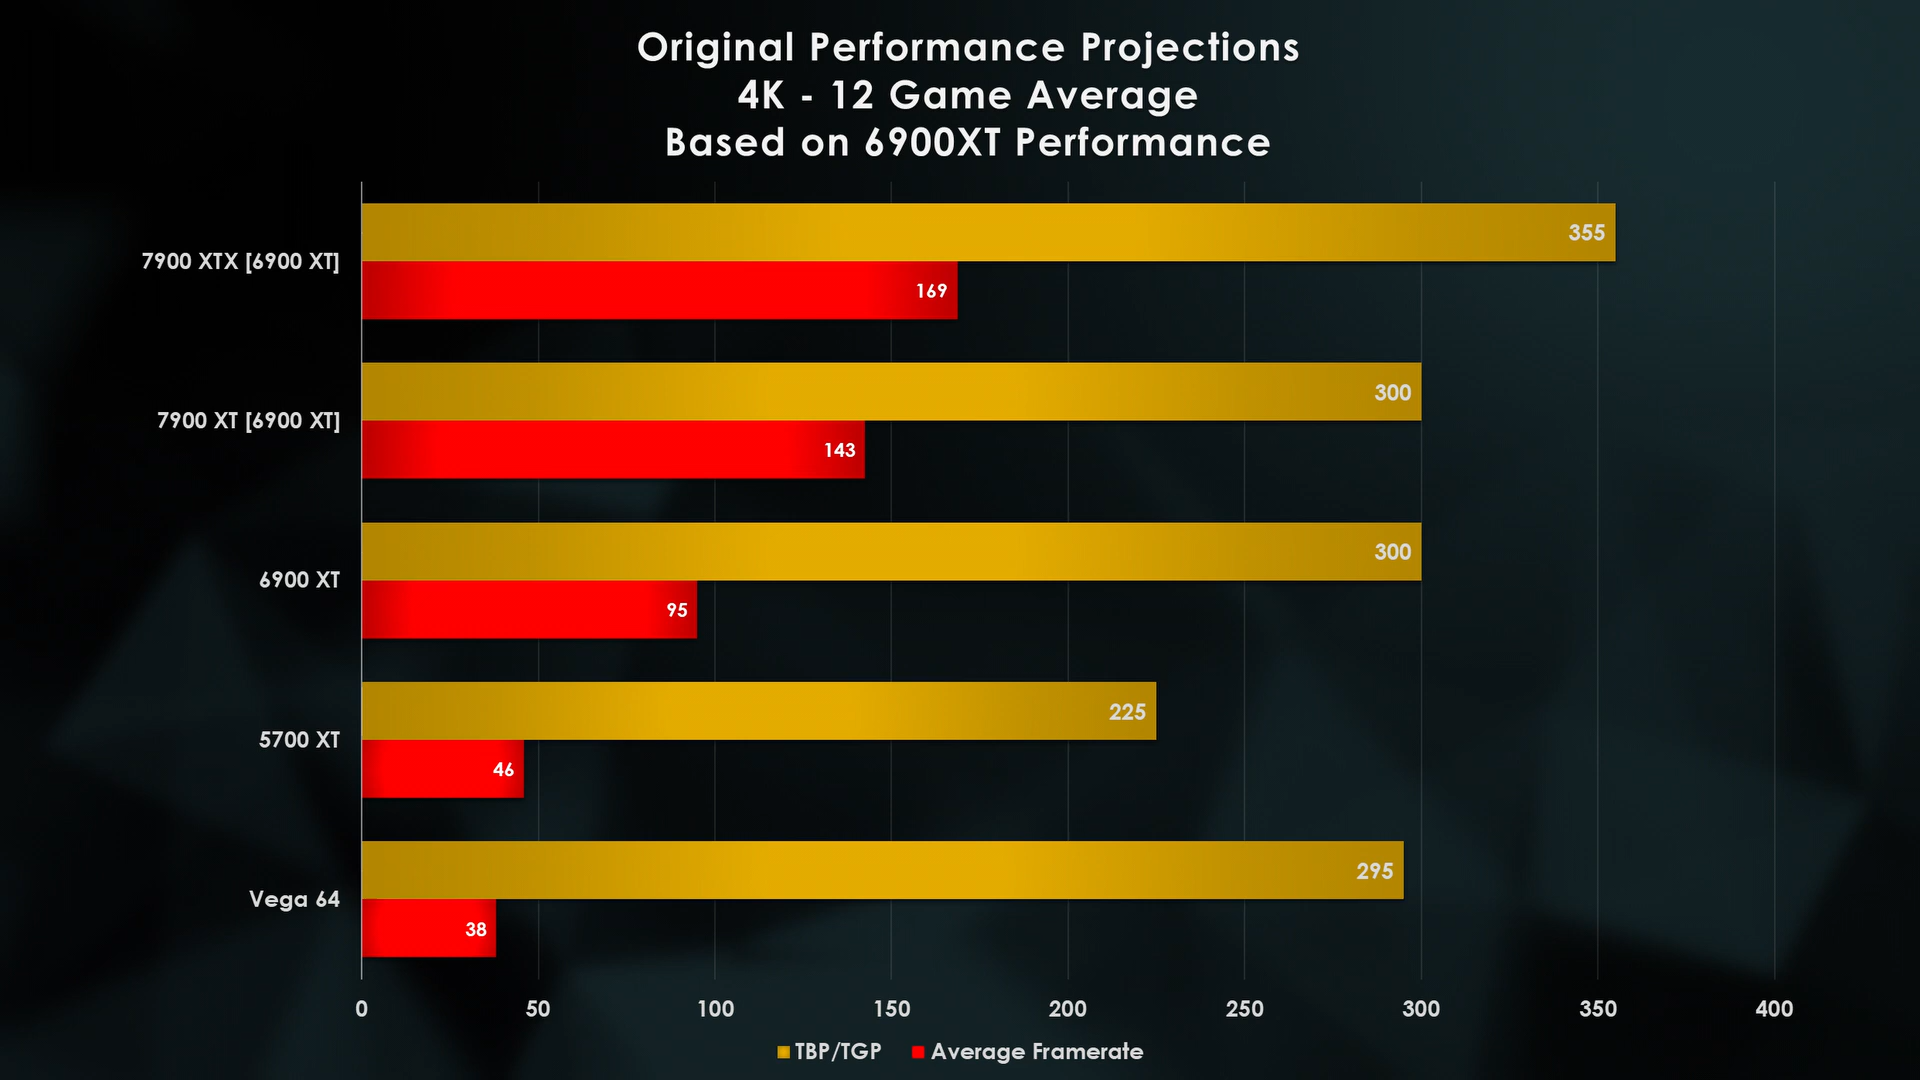 Original Performance Projections
4K - 12 Game Average
Based on 6900XT Performance
7900 XTX [6900 XT]
355
169
7900 XT [6900 XT]
300
143
6900 XT
300
95
5700 XT
225
46
Vega 64
295
38
0 50 100 150 200 250 300 350 400
TBP/TGP Average Framerate